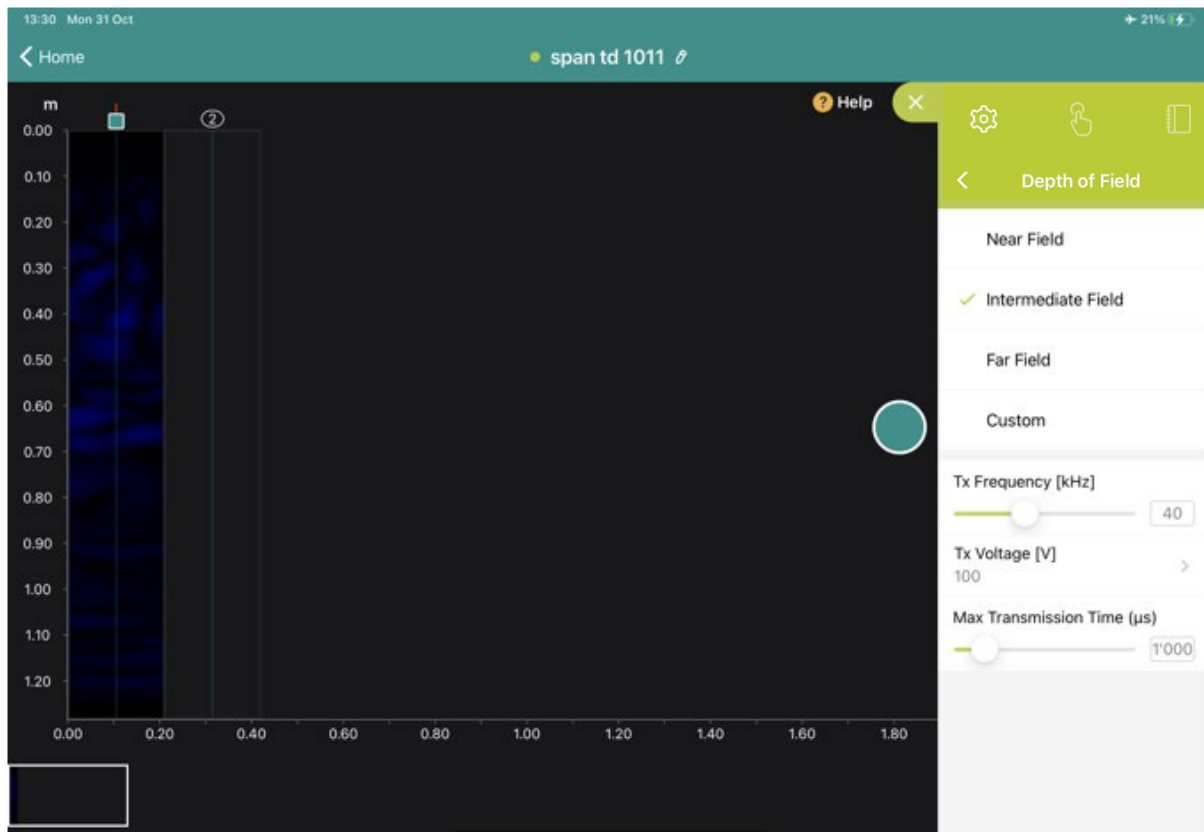 13:30 Mon 31 Oct
21%
Home
span td 1011
m
2
? Help
0.00
0.10
0.20
0.30
0.40
0.50
0.60
0.70
0.80
0.90
1.00
1.10
1.20
0.00 0.20 0.40 0.60 0.80 1.00 1.20 1.40 1.60 1.80
Depth of Field
Near Field
Intermediate Field
Far Field
Custom
Tx Frequency [kHz]
40
Tx Voltage [V]
100
Max Transmission Time (µs)
1'000